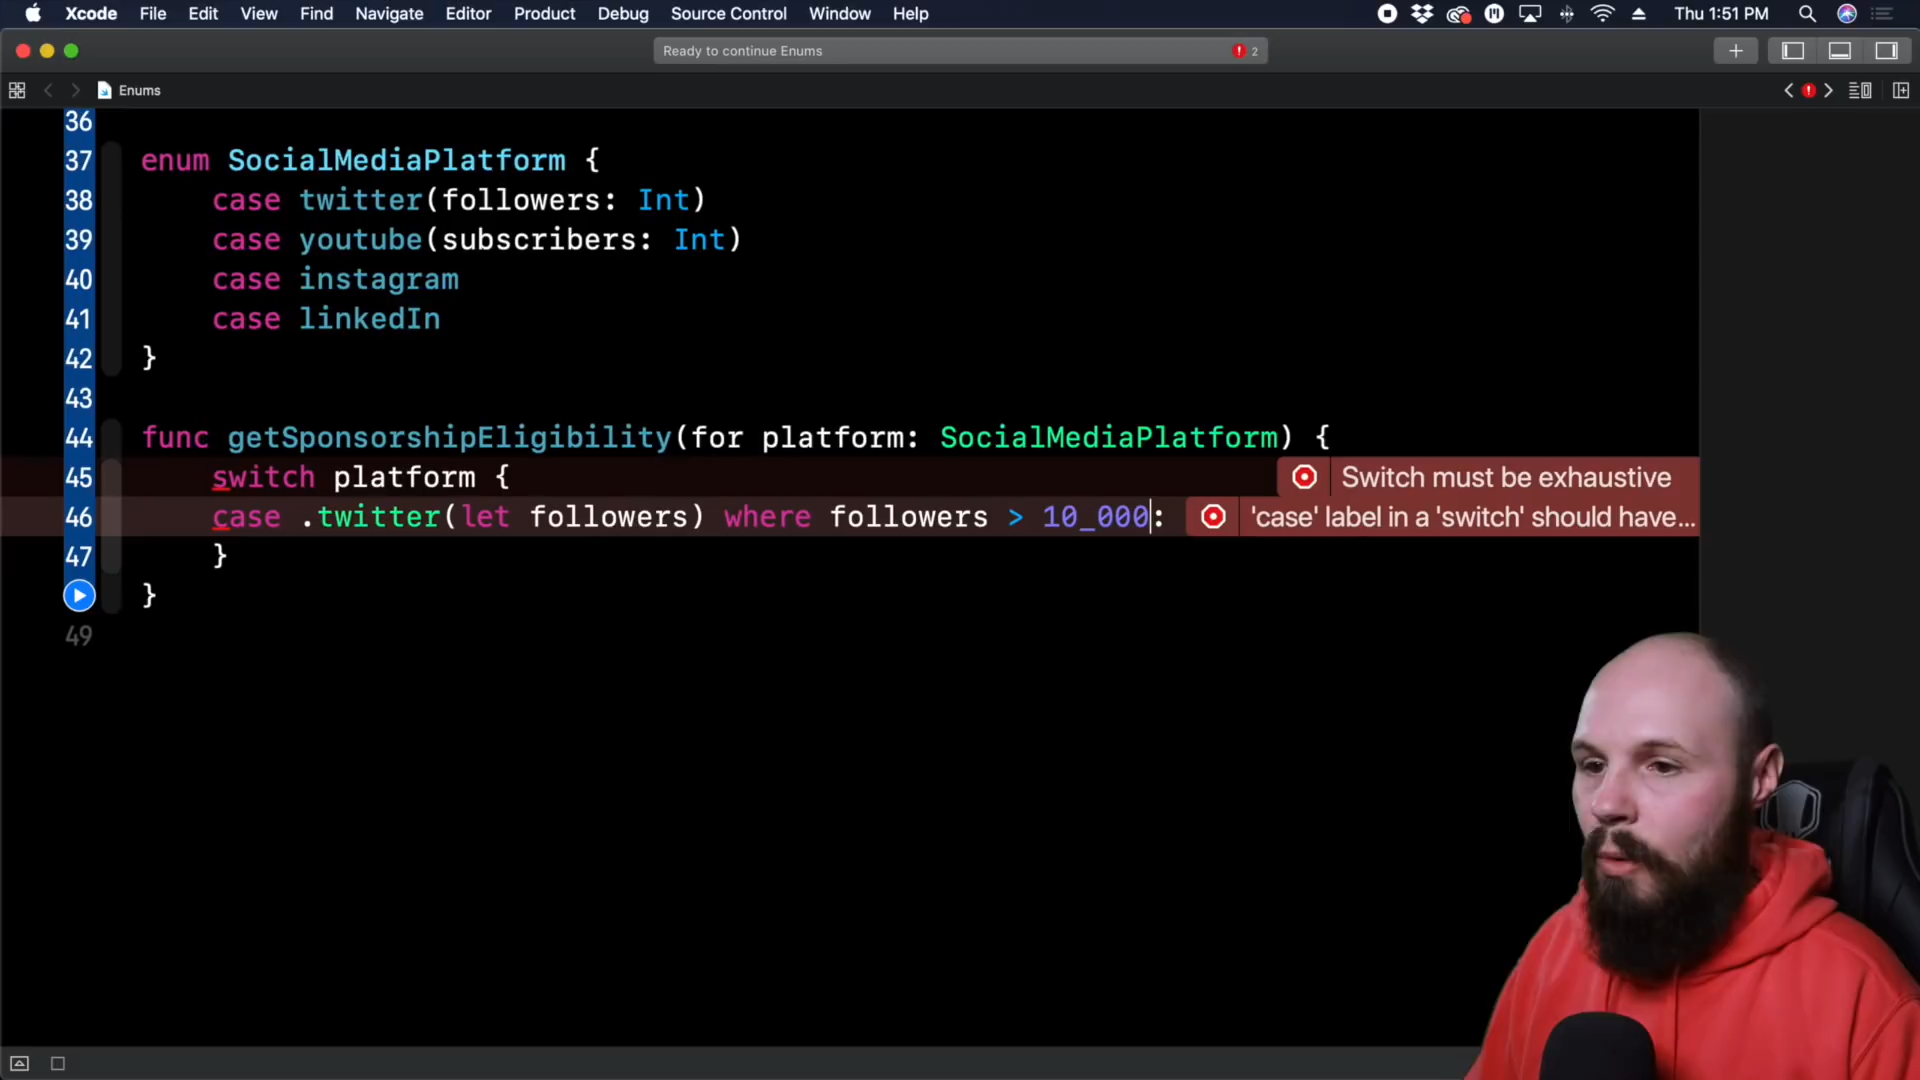 Xcode File Edit View Find Navigate Editor Product Debug Source Control Window Help Thu 1:51 PM
Ready to continue Enums 2
Enums
36
37 enum SocialMediaPlatform {
38 case twitter(followers: Int)
39 case youtube(subscribers: Int)
40 case instagram
41 case linkedIn
42 }
43
44 func getSponsorshipEligibility(for platform: SocialMediaPlatform) {
45 switch platform { Switch must be exhaustive
46 case .twitter(let followers) where followers > 10_000: 'case' label in a 'switch' should have...
47 }
}
49